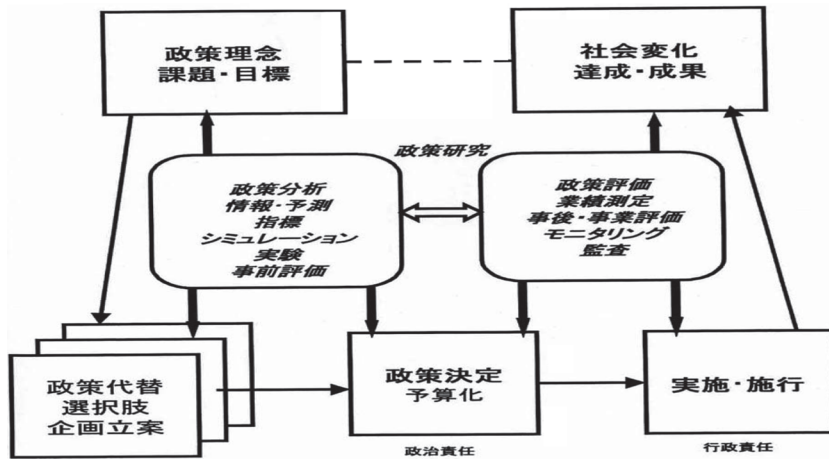 政策理念
課題・目標
社会変化
達成・成果
政策研究
政策分析
情報・予測
指標
シミュレーション
実験
事前評価
政策評価
業績測定
事後・事業評価
モニタリング
監査
政策代替
選択肢
企画立案
政策決定
予算化
実施・施行
政治責任
行政責任